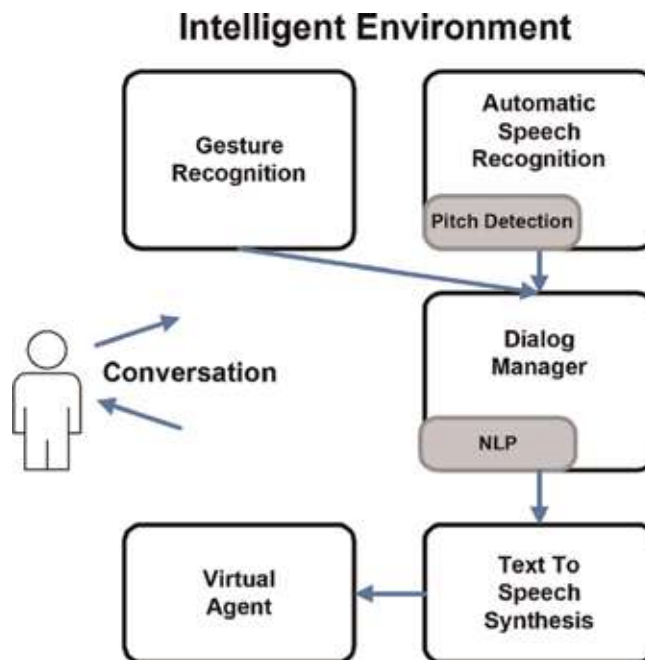 Intelligent Environment
Gesture
Recognition
Automatic
Speech
Recognition
Pitch Detection
Conversation
Dialog
Manager
NLP
Virtual
Agent
Text To
Speech
Synthesis